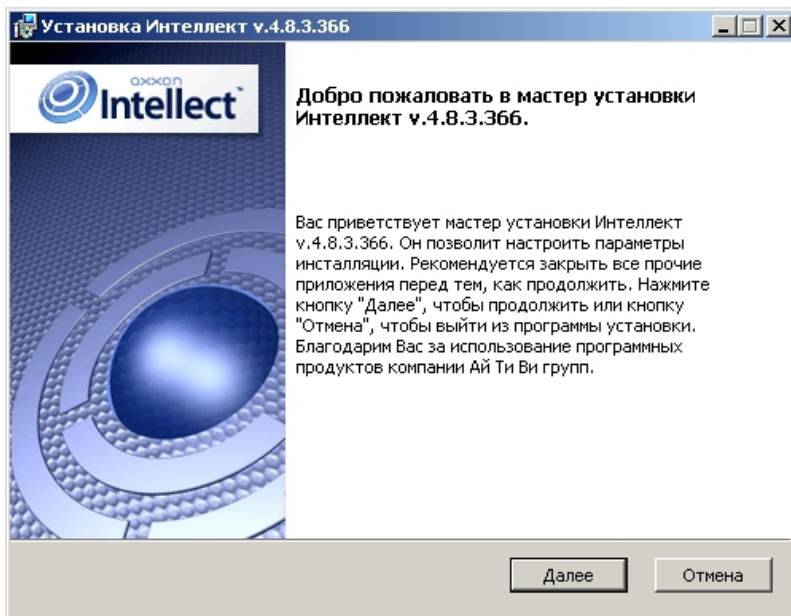 Установка Интеллект v.4.8.3.366
axxon
Intellect
Добро пожаловать в мастер установки
Интеллект v.4.8.3.366.
Вас приветствует мастер установки Интеллект
v.4.8.3.366. Он позволит настроить параметры
инсталляции. Рекомендуется закрыть все прочие
приложения перед тем, как продолжить. Нажмите
кнопку "Далее", чтобы продолжить или кнопку
"Отмена", чтобы выйти из программы установки.
Благодарим Вас за использование программных
продуктов компании Ай Ти Ви групп.
Далее
Отмена